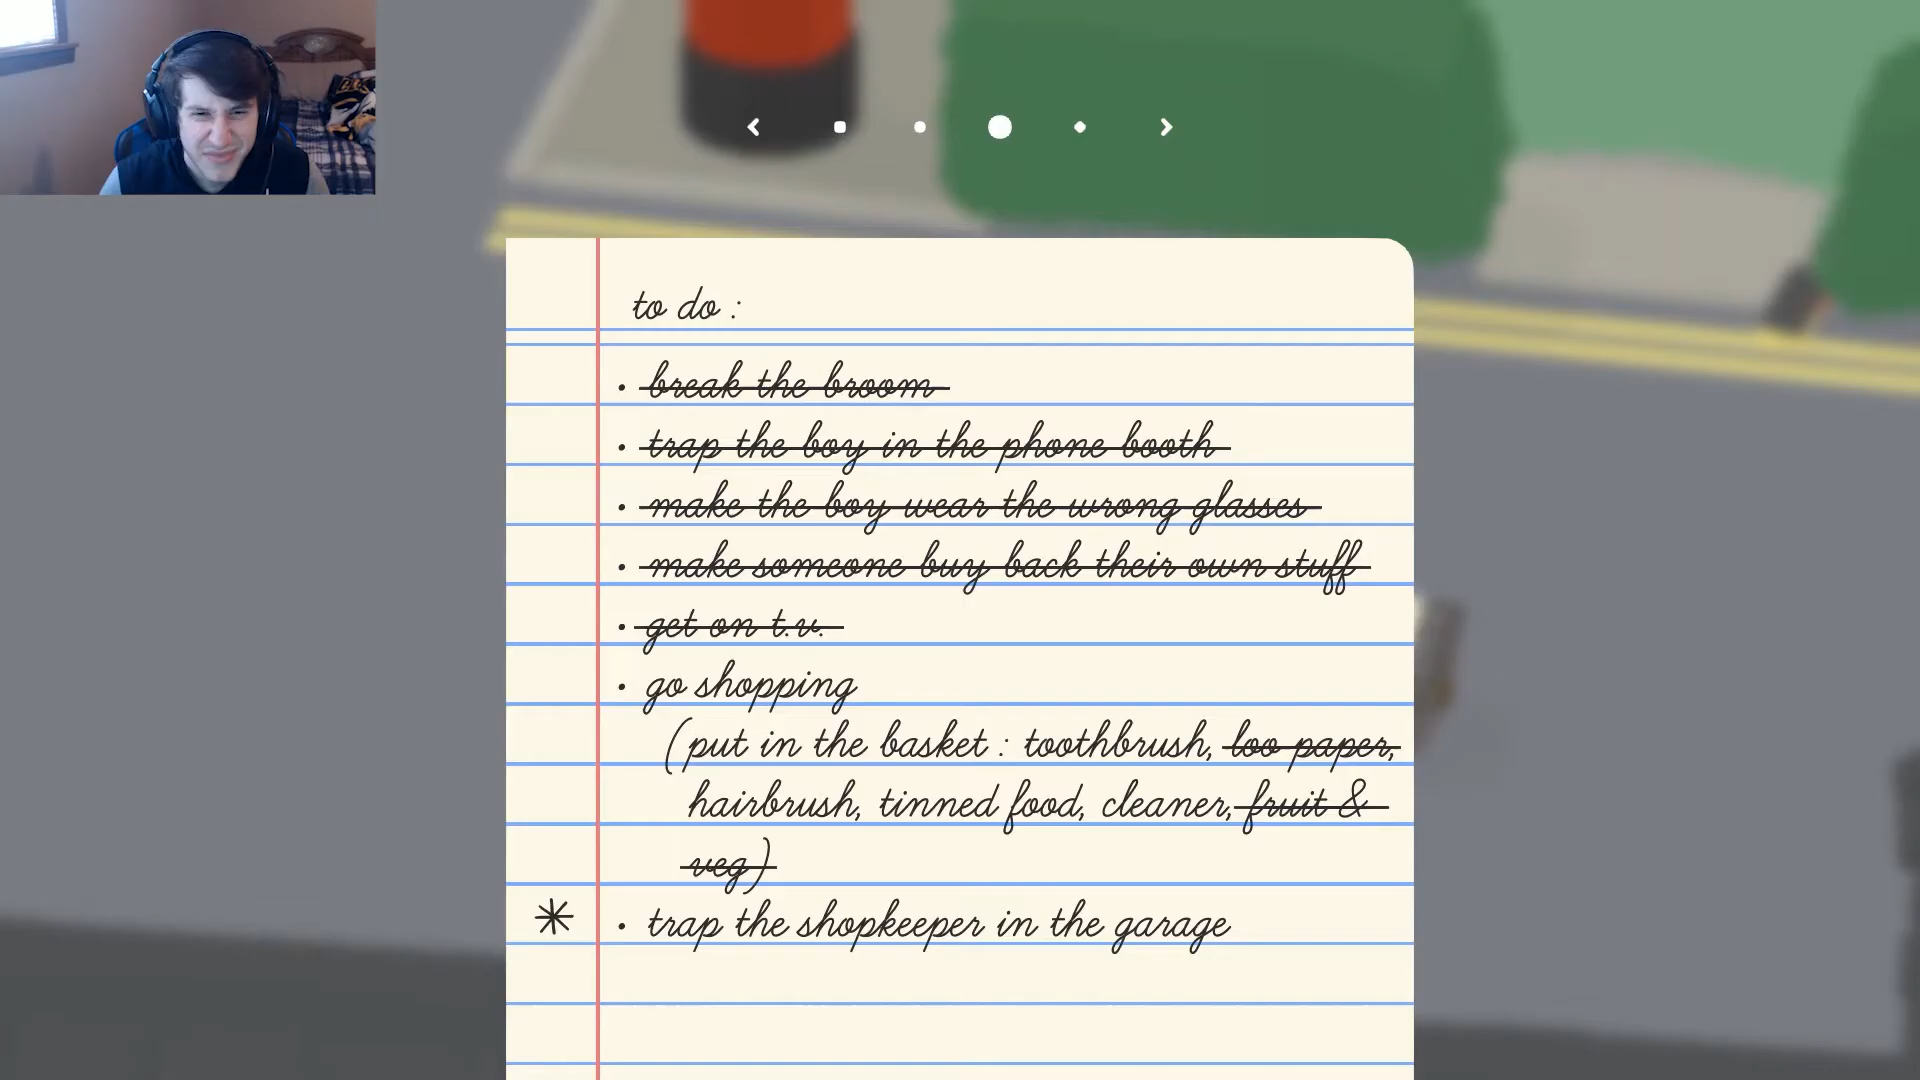 to do :
• break the broom
• trap the boy in the phone booth
• make the boy wear the wrong glasses
• make someone buy back their own stuff
• get on t.v.
• go shopping
(put in the basket : toothbrush, loo paper,
hairbrush, tinned food, cleaner, fruit &
veg)
* • trap the shopkeeper in the garage